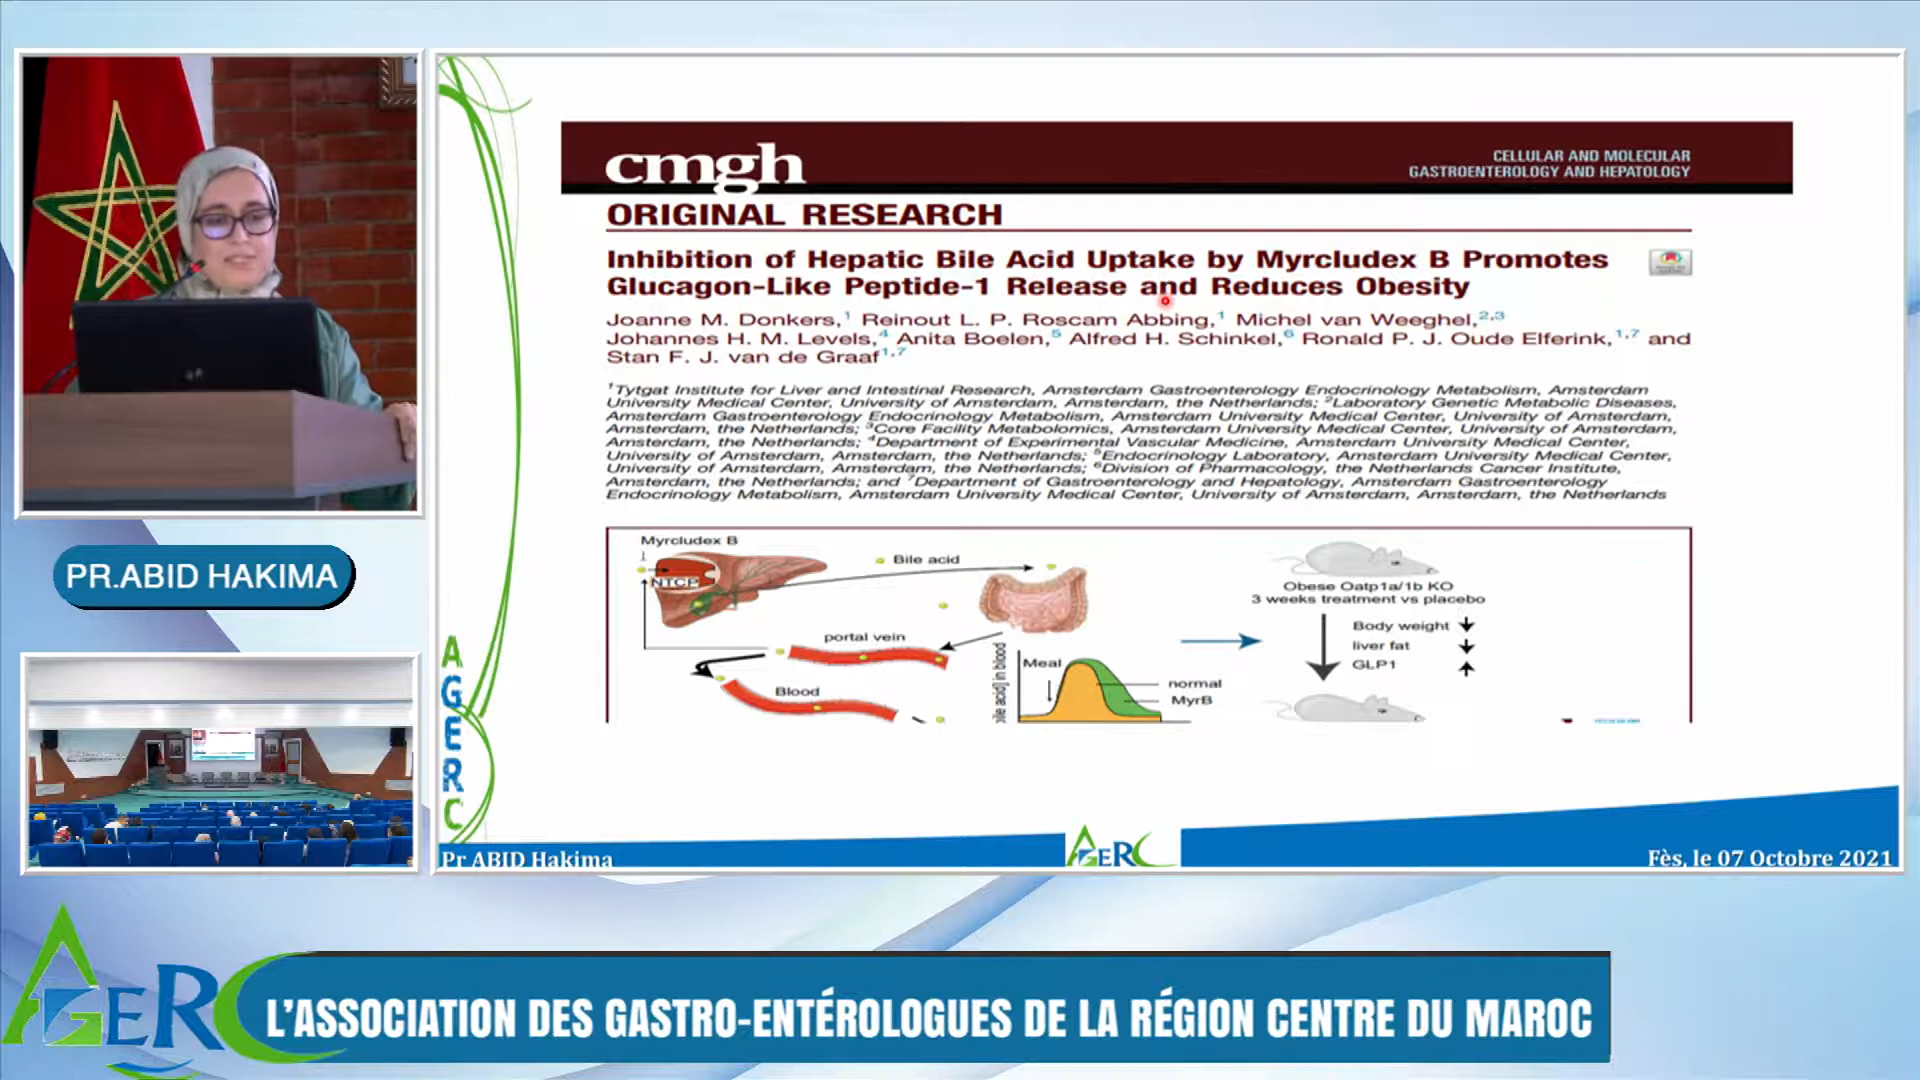 PR.ABID HAKIMA
cmgh
CELLULAR AND MOLECULAR
GASTROENTEROLOGY AND HEPATOLOGY
ORIGINAL RESEARCH
Inhibition of Hepatic Bile Acid Uptake by Myrcludex B Promotes
Glucagon-Like Peptide-1 Release and Reduces Obesity
Joanne M. Donkers,1 Reinout L. P. Roscam Abbing,1 Michel van Weeghel,2,3
Johannes H. M. Levels,4 Anita Boelen,5 Alfred H. Schinkel,6 Ronald P. J. Oude Elferink,1,7 and
Stan F. J. van de Graaf1,7
1Tytgat Institute for Liver and Intestinal Research, Amsterdam Gastroenterology Endocrinology Metabolism, Amsterdam
University Medical Center, University of Amsterdam, Amsterdam, the Netherlands; 2Laboratory Genetic Metabolic Diseases,
Amsterdam Gastroenterology Endocrinology Metabolism, Amsterdam University Medical Center, University of Amsterdam,
Amsterdam, the Netherlands; 3Core Facility Metabolomics, Amsterdam University Medical Center, University of Amsterdam,
Amsterdam, the Netherlands; 4Department of Experimental Vascular Medicine, Amsterdam University Medical Center,
University of Amsterdam, Amsterdam, the Netherlands; 5Endocrinology Laboratory, Amsterdam University Medical Center,
University of Amsterdam, Amsterdam, the Netherlands; 6Division of Pharmacology, the Netherlands Cancer Institute,
Amsterdam, the Netherlands; and 7Department of Gastroenterology and Hepatology, Amsterdam Gastroenterology
Endocrinology Metabolism, Amsterdam University Medical Center, University of Amsterdam, Amsterdam, the Netherlands
Myrcludex B
NTCP
Bile acid
portal vein
Blood
acid] in blood
Meal
normal
MyrB
Obese Oatp1a/1b KO
3 weeks treatment vs placebo
Body weight
liver fat
GLP1
AGERC
Pr ABID Hakima
AGERC
Fès, le 07 Octobre 2021
AGERC
L'ASSOCIATION DES GASTRO-ENTÉROLOGUES DE LA RÉGION CENTRE DU MAROC